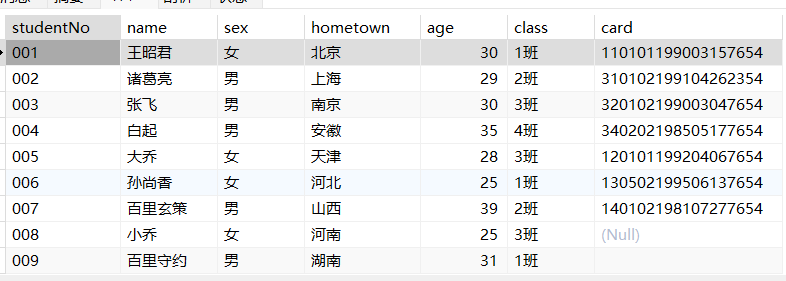 studentNo name sex hometown age class card
001 王昭君 女 北京 30 1班 110101199003157654
002 诸葛亮 男 上海 29 2班 310102199104262354
003 张飞 男 南京 30 3班 320102199003047654
004 白起 男 安徽 35 4班 340202198505177654
005 大乔 女 天津 28 3班 120101199204067654
006 孙尚香 女 河北 25 1班 130502199506137654
007 百里玄策 男 山西 39 2班 140102198107277654
008 小乔 女 河南 25 3班 (Null)
009 百里守约 男 湖南 31 1班